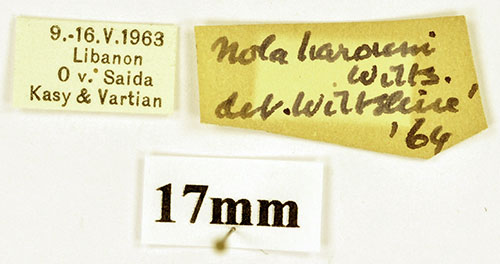 9.-16.V.1963
Libanon
O v. Saida
Kasy & Vartian
Nola harouni
Wilts.
det. Wiltshire
'64
17mm